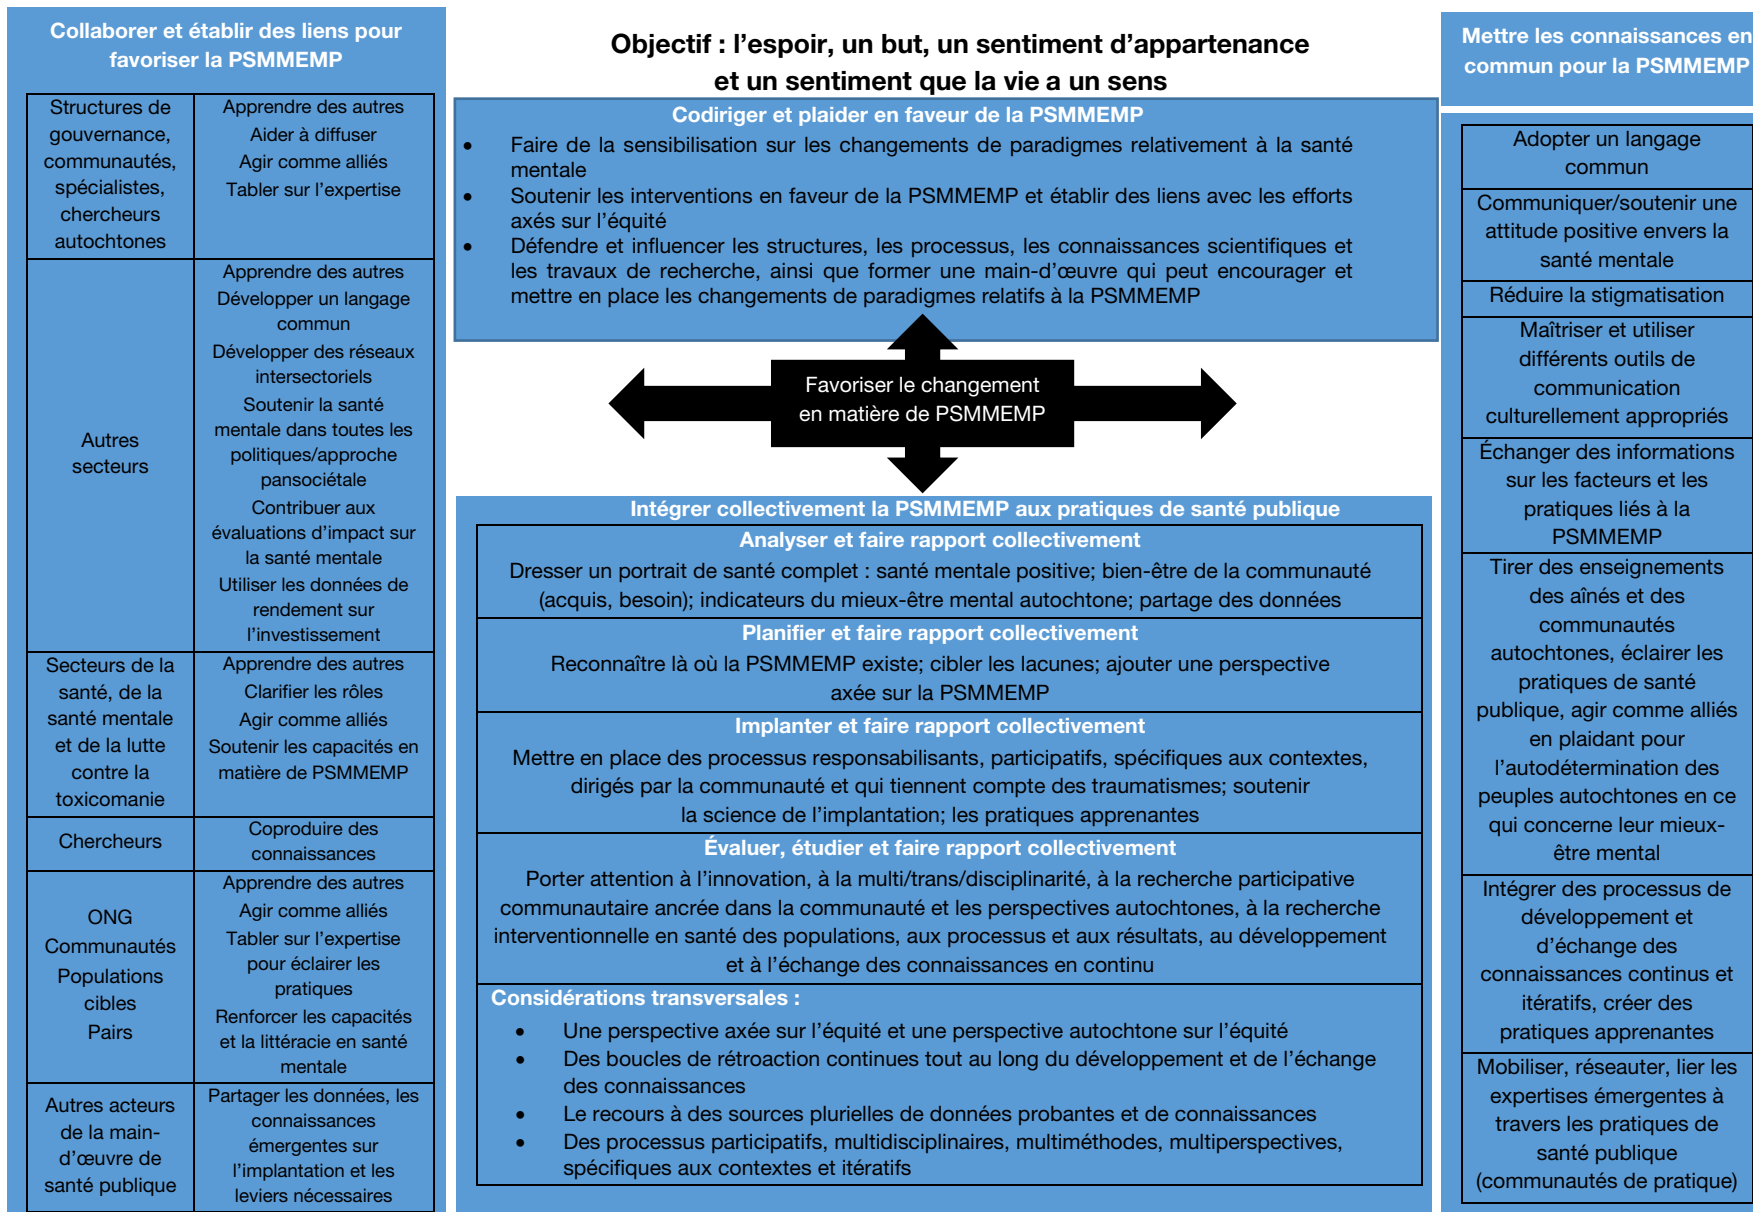 Collaborer et établir des liens pour
favoriser la PSMMEMP
Structures de
gouvernance,
communautés,
spécialistes,
chercheurs
autochtones
Apprendre des autres
Aider à diffuser
Agir comme alliés
Tabler sur l'expertise
Autres
secteurs
Apprendre des autres
Développer un langage
commun
Développer des réseaux
intersectoriels
Soutenir la santé
mentale dans toutes les
politiques/approche
pansociétale
Contribuer aux
évaluations d'impact sur
la santé mentale
Utiliser les données de
rendement sur
l'investissement
Secteurs de la
santé, de la
santé mentale
et de la lutte
contre la
toxicomanie
Apprendre des autres
Clarifier les rôles
Agir comme alliés
Soutenir les capacités en
matière de PSMMEMP
Chercheurs
Coproduire des
connaissances
ONG
Communautés
Populations
cibles
Pairs
Apprendre des autres
Agir comme alliés
Tabler sur l'expertise
pour éclairer les
pratiques
Renforcer les capacités
et la littéracie en santé
mentale
Autres acteurs
de la main-
d'œuvre de
santé publique
Partager les données, les
connaissances
émergentes sur
l'implantation et les
leviers nécessaires
Objectif : l'espoir, un but, un sentiment d'appartenance
et un sentiment que la vie a un sens
Codiriger et plaider en faveur de la PSMMEMP
• Faire de la sensibilisation sur les changements de paradigmes relativement à la santé
mentale
• Soutenir les interventions en faveur de la PSMMEMP et établir des liens avec les efforts
axés sur l'équité
• Défendre et influencer les structures, les processus, les connaissances scientifiques et
les travaux de recherche, ainsi que former une main-d'œuvre qui peut encourager et
mettre en place les changements de paradigmes relatifs à la PSMMEMP
Favoriser le changement
en matière de PSMMEMP
Intégrer collectivement la PSMMEMP aux pratiques de santé publique
Analyser et faire rapport collectivement
Dresser un portrait de santé complet : santé mentale positive; bien-être de la communauté
(acquis, besoin); indicateurs du mieux-être mental autochtone; partage des données
Planifier et faire rapport collectivement
Reconnaître là où la PSMMEMP existe; cibler les lacunes; ajouter une perspective
axée sur la PSMMEMP
Implanter et faire rapport collectivement
Mettre en place des processus responsabilisants, participatifs, spécifiques aux contextes,
dirigés par la communauté et qui tiennent compte des traumatismes; soutenir
la science de l'implantation; les pratiques apprenantes
Évaluer, étudier et faire rapport collectivement
Porter attention à l'innovation, à la multi/trans/disciplinarité, à la recherche participative
communautaire ancrée dans la communauté et les perspectives autochtones, à la recherche
interventionnelle en santé des populations, aux processus et aux résultats, au développement
et à l'échange des connaissances en continu
Considérations transversales :
• Une perspective axée sur l'équité et une perspective autochtone sur l'équité
• Des boucles de rétroaction continues tout au long du développement et de l'échange
des connaissances
• Le recours à des sources plurielles de données probantes et de connaissances
• Des processus participatifs, multidisciplinaires, multiméthodes, multiperspectives,
spécifiques aux contextes et itératifs
Mettre les connaissances en
commun pour la PSMMEMP
Adopter un langage
commun
Communiquer/soutenir une
attitude positive envers la
santé mentale
Réduire la stigmatisation
Maîtriser et utiliser
différents outils de
communication
culturellement appropriés
Échanger des informations
sur les facteurs et les
pratiques liés à la
PSMMEMP
Tirer des enseignements
des aînés et des
communautés
autochtones, éclairer les
pratiques de santé
publique, agir comme alliés
en plaidant pour
l'autodétermination des
peuples autochtones en ce
qui concerne leur mieux-
être mental
Intégrer des processus de
développement et
d'échange des
connaissances continus et
itératifs, créer des
pratiques apprenantes
Mobiliser, réseauter, lier les
expertises émergentes à
travers les pratiques de
santé publique
(communautés de pratique)